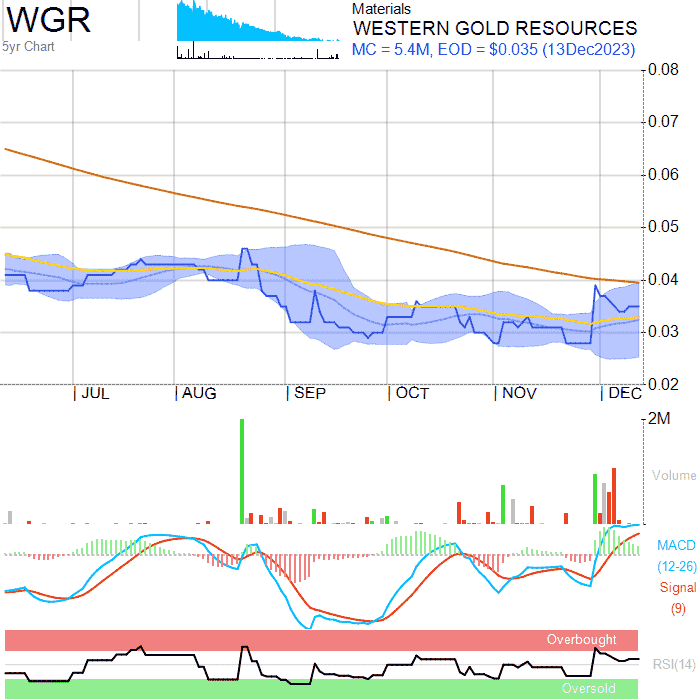 WGR
5yr Chart
Materials
WESTERN GOLD RESOURCES
MC = 5.4M, EOD = $0.035 (13Dec2023)
0.08
0.07
0.06
0.05
0.04
0.03
0.02
JUL AUG SEP OCT NOV DEC
2M
Volume
MACD
(12-26)
Signal
(9)
Overbought
RSI(14)
Oversold